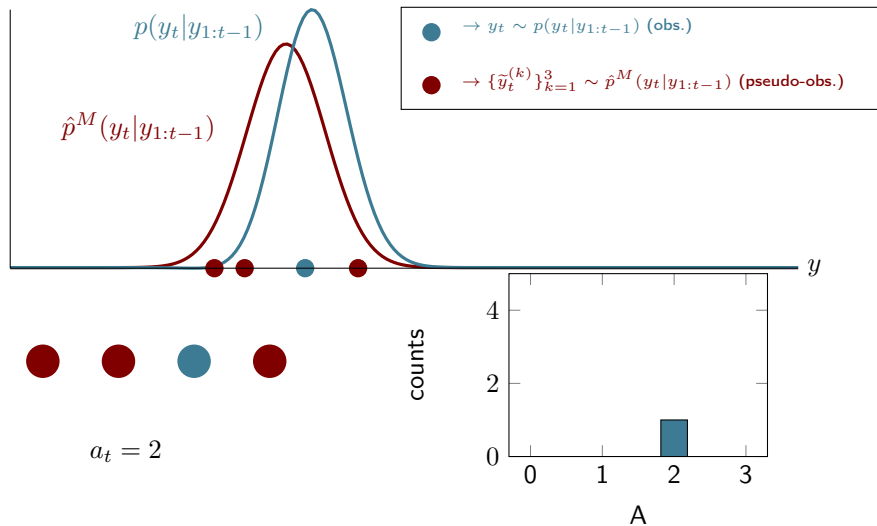 p(y_t|y_{1:t−1})
→ y_t ∼ p(y_t|y_{1:t−1}) (obs.)
→ {ỹ_t^{(k)}}_{k=1}^3 ∼ p̂^M(y_t|y_{1:t−1}) (pseudo-obs.)
p̂^M(y_t|y_{1:t−1})
y
4
2
0
counts
0 1 2 3
A
a_t = 2